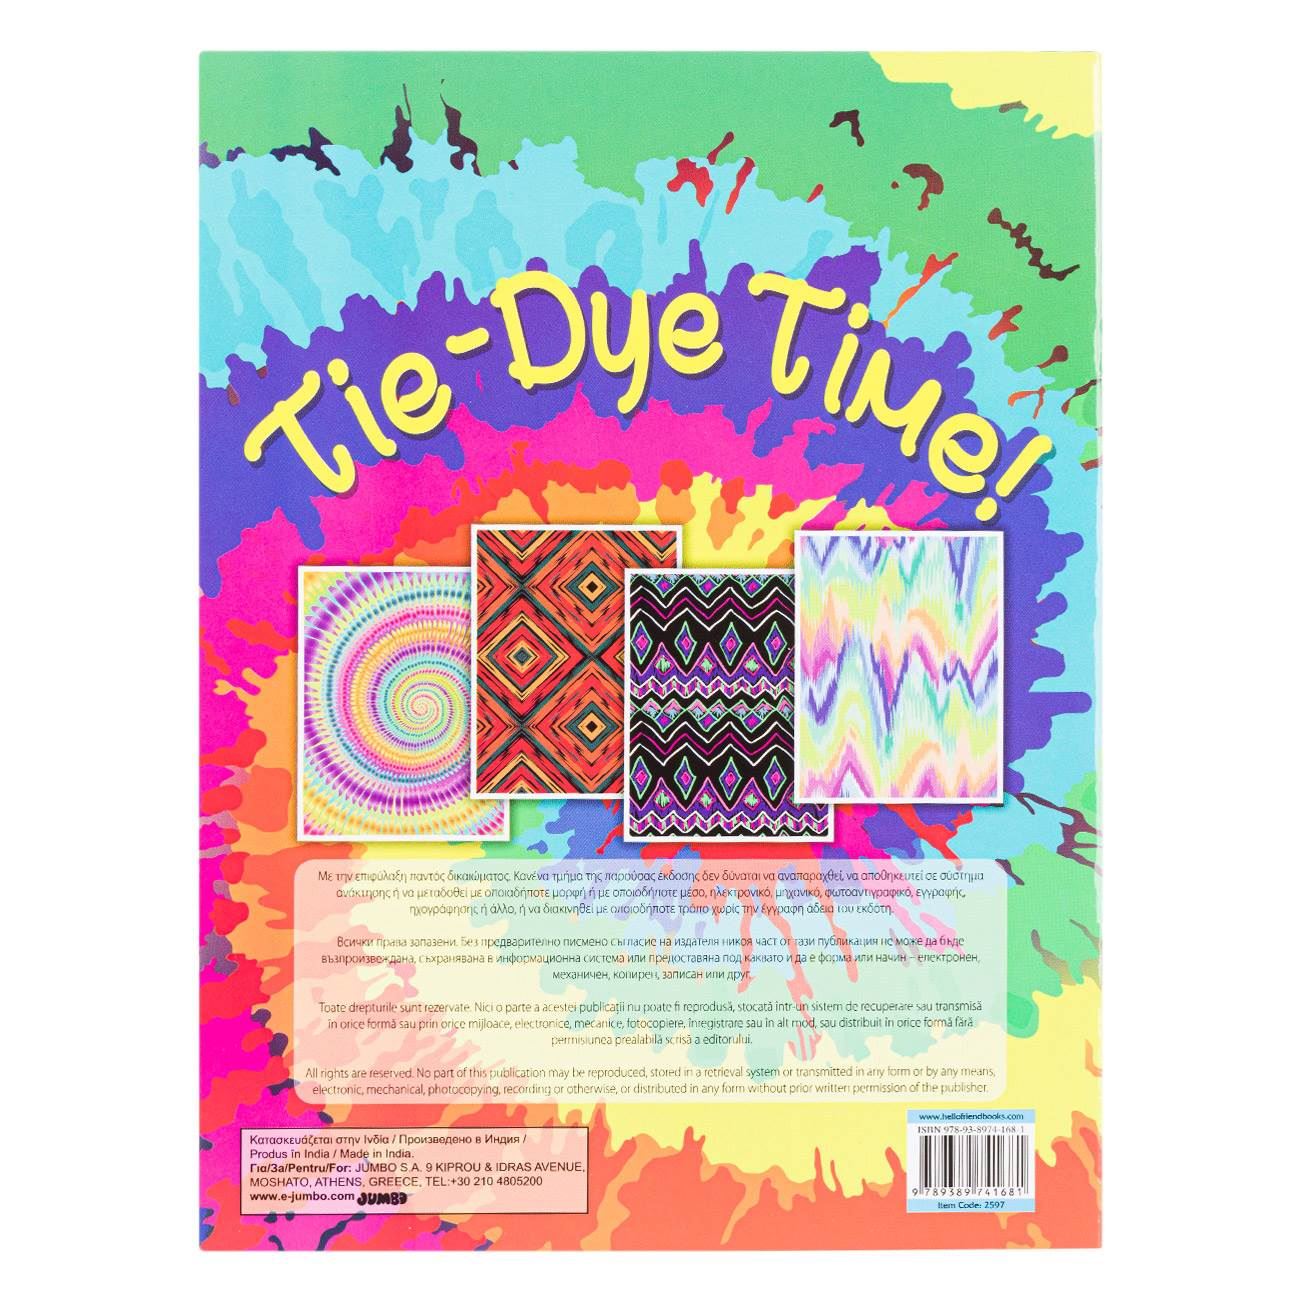 Tie-Dye Time!
Με την επιφύλαξη παντός δικαιώματος. Κανένα τμήμα της παρούσας έκδοσης δεν δύναται να αναπαραχθεί, να αποθηκευτεί σε σύστημα
ανάκτησης ή να μεταδοθεί με οποιαδήποτε μορφή ή με οποιοδήποτε μέσο, ηλεκτρονικό, μηχανικό, φωτοαντιγραφικό, εγγραφής,
ηχογράφησης ή άλλο, ή να διακινηθεί με οποιοδήποτε τρόπο χωρίς την έγγραφη άδεια του εκδότη.
Всички права запазени. Без предварително писмено съгласие на издателя никоя част от тази публикация не може да бъде
възпроизвеждана, съхранявана в информационна система или предоставяна под каквато и да е форма или начин – електронен,
механичен, копирен, записан или друг.
Toate drepturile sunt rezervate. Nici o parte a acestei publicații nu poate fi reprodusă, stocată într-un sistem de recuperare sau transmisă
în orice formă sau prin orice mijloace, electronice, mecanice, fotocopiere, înregistrare sau în alt mod, sau distribuit în orice formă fără
permisiunea prealabilă scrisă a editorului.
All rights are reserved. No part of this publication may be reproduced, stored in a retrieval system or transmitted in any form or by any means,
electronic, mechanical, photocopying, recording or otherwise, or distributed in any form without prior written permission of the publisher.
www.hellofriendbooks.com
ISBN 978-93-8974-168-1
9 789389 741681
Item Code: 2597
Κατασκευάζεται στην Ινδία / Произведено в Индия /
Produs în India / Made in India.
Για/За/Pentru/For: JUMBO S.A. 9 KIPROU & IDRAS AVENUE,
MOSHATO, ATHENS, GREECE, TEL:+30 210 4805200
www.e-jumbo.com JUMBO